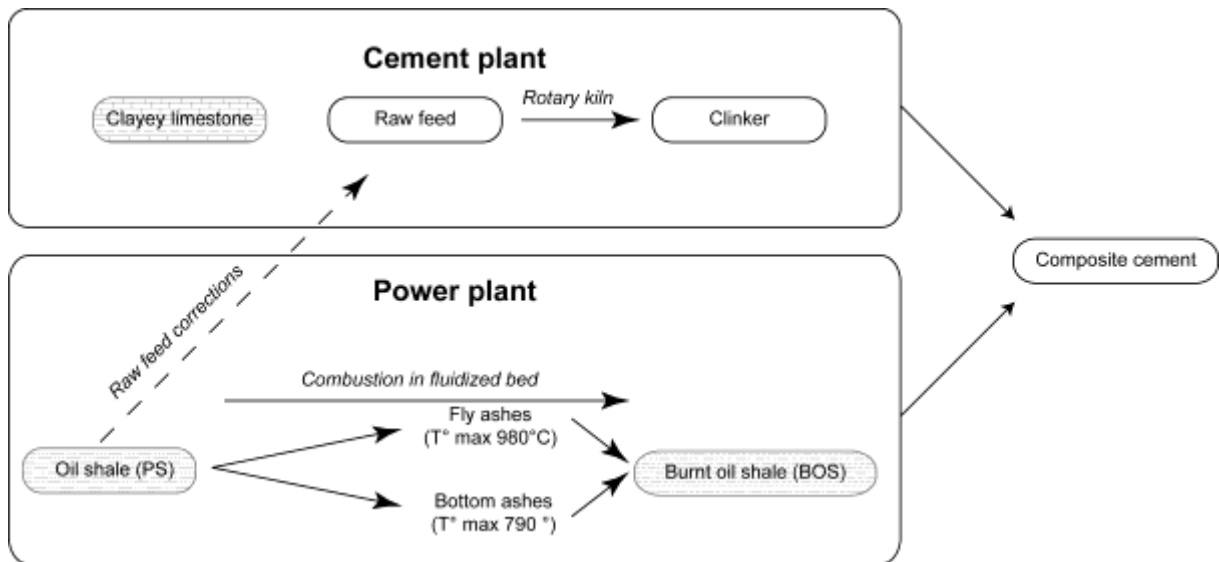 Cement plant
Rotary kiln
Clayey limestone
Raw feed
Clinker
Composite cement
Power plant
Raw feed corrections
Combustion in fluidized bed
Fly ashes
(T° max 980°C)
Oil shale (PS)
Burnt oil shale (BOS)
Bottom ashes
(T° max 790 °)